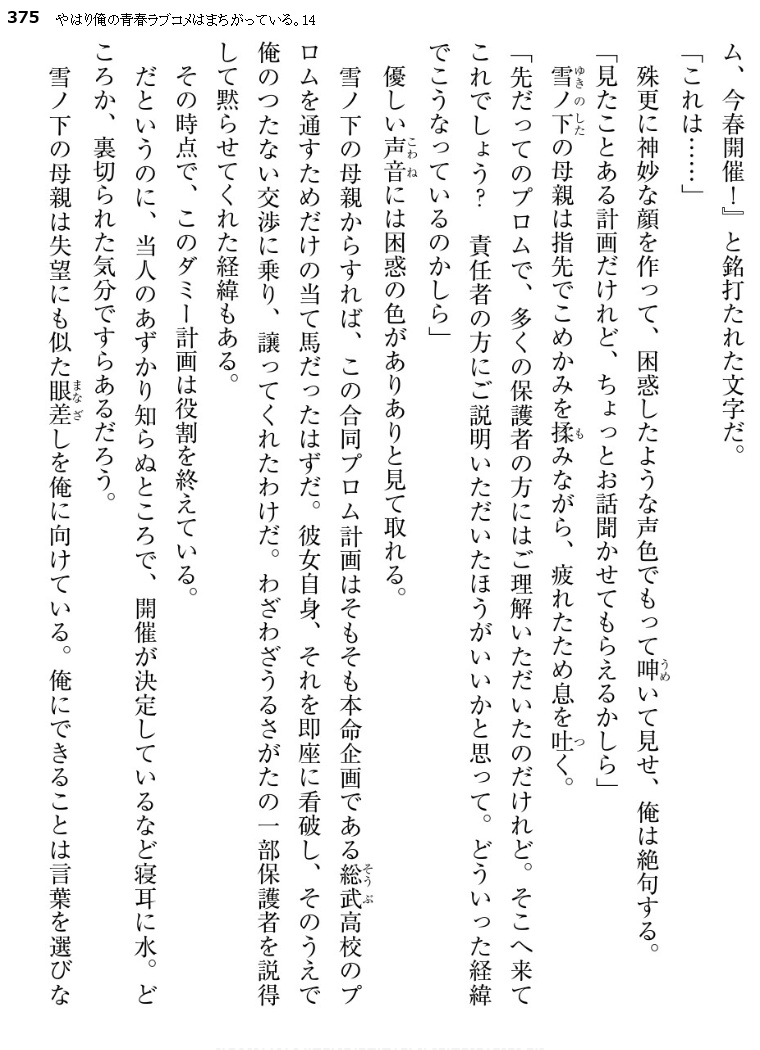 375 やはり俺の青春ラブコメはまちがっている。14
ム、今春開催！』と銘打たれた文字だ。
「これは……」
殊更に神妙な顔を作って、困惑したような声色でもって呻いて見せ、俺は絶句する。
「見たことある計画だけれど、ちょっとお話聞かせてもらえるかしら」
雪ノ下の母親は指先でこめかみを揉みながら、疲れたため息を吐く。
「先だってのプロムで、多くの保護者の方にはご理解いただいたのだけれど。そこへ来て
これでしょう？　責任者の方にご説明いただいたほうがいいかと思って。どういった経緯
でこうなっているのかしら」
優しい声音には困惑の色がありありと見て取れる。
雪ノ下の母親からすれば、この合同プロム計画はそもそも本命企画である総武高校のプ
ロムを通すためだけの当て馬だったはずだ。彼女自身、それを即座に看破し、そのうえで
俺のつたない交渉に乗り、譲ってくれたわけだ。わざわざうるさがたの一部保護者を説得
して黙らせてくれた経緯もある。
その時点で、このダミー計画は役割を終えている。
だというのに、当人のあずかり知らぬところで、開催が決定しているなど寝耳に水。ど
ころか、裏切られた気分ですらあるだろう。
雪ノ下の母親は失望にも似た眼差しを俺に向けている。俺にできることは言葉を選びな